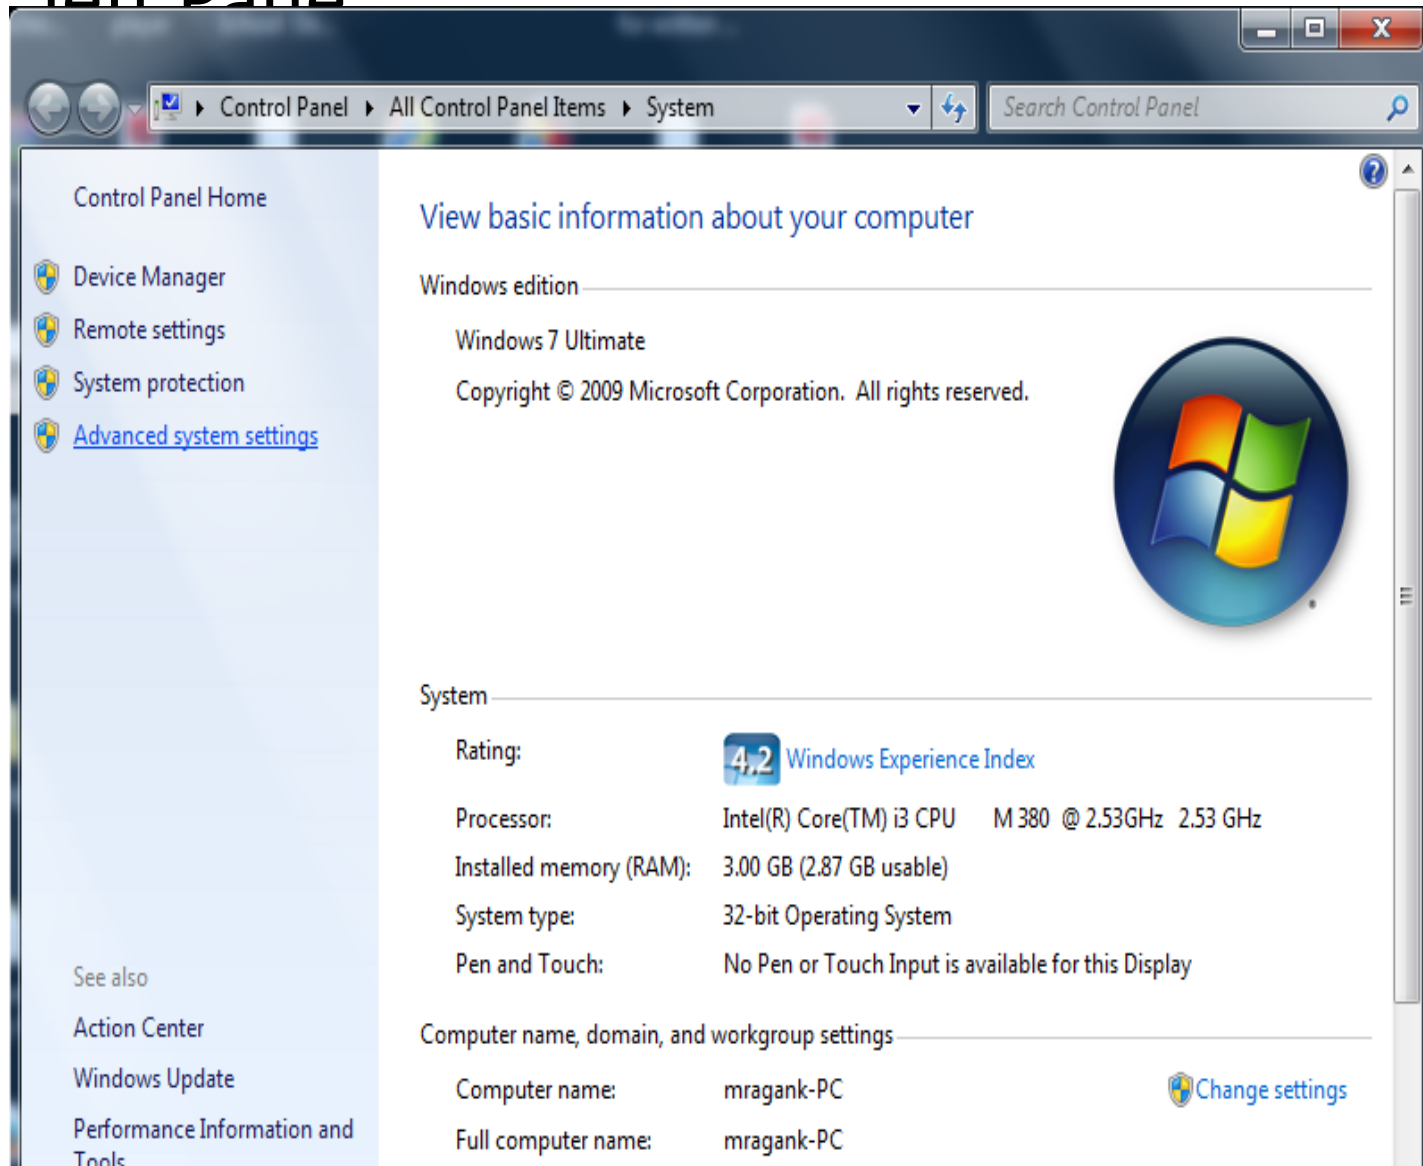 left Pane
Control Panel
All Control Panel Items
System
Search Control Panel
Control Panel Home
Device Manager
Remote settings
System protection
Advanced system settings
See also
Action Center
Windows Update
Performance Information and
Tools
View basic information about your computer
Windows edition
Windows 7 Ultimate
Copyright © 2009 Microsoft Corporation. All rights reserved.
System
Rating:
4.2 Windows Experience Index
Processor:
Intel(R) Core(TM) i3 CPU M 380 @ 2.53GHz 2.53 GHz
Installed memory (RAM):
3.00 GB (2.87 GB usable)
System type:
32-bit Operating System
Pen and Touch:
No Pen or Touch Input is available for this Display
Computer name, domain, and workgroup settings
Computer name:
mragank-PC
Change settings
Full computer name:
mragank-PC